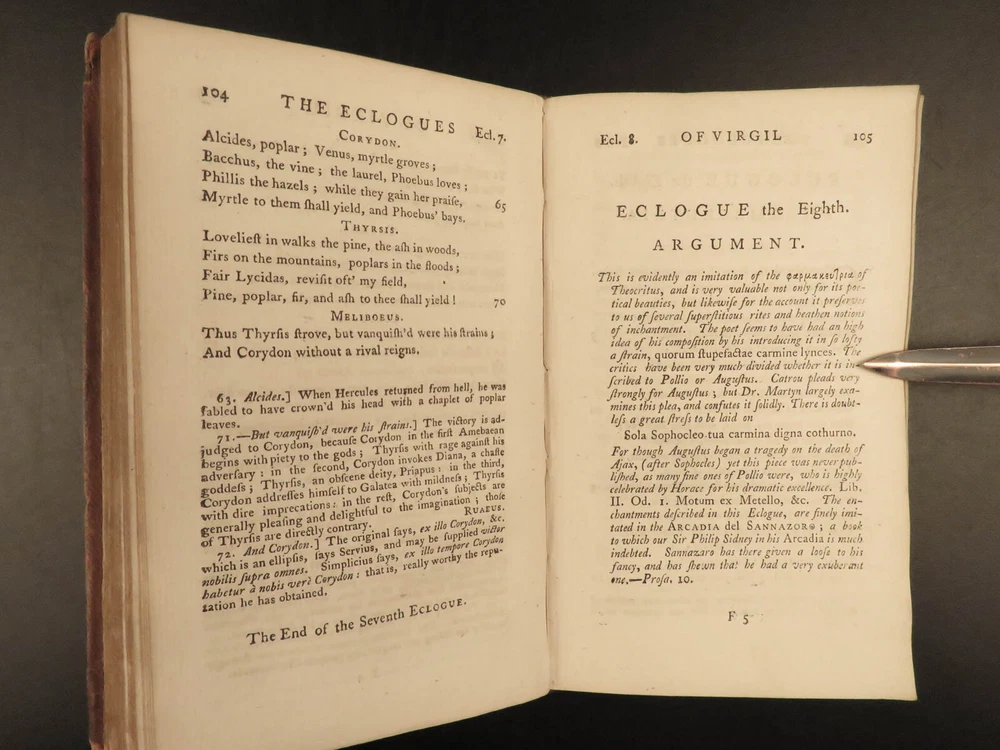 104 THE ECLOGUES Ecl. 7.
CORYDON.
Alcides, poplar; Venus, myrtle groves;
Bacchus, the vine; the laurel, Phoebus loves;
Phillis the hazels; while they gain her praiſe, 65
Myrtle to them ſhall yield, and Phoebus' bays.
THYRSIS.
Lovelieſt in walks the pine, the aſh in woods,
Firs on the mountains, poplars in the floods;
Fair Lycidas, reviſit oft' my field,
Pine, poplar, fir, and aſh to thee ſhall yield! 70
MELIBOEUS.
Thus Thyrſis ſtrove, but vanquiſh'd were his ſtrains;
And Corydon without a rival reigns.
63. Alcides.] When Hercules returned from hell, he was
fabled to have crown'd his head with a chaplet of poplar
leaves.
71.—But vanquiſh'd were his ſtrains.] The victory is ad-
judged to Corydon, becauſe Corydon in the firſt Amebaean
begins with piety to the gods; Thyrſis with rage againſt his
adverſary: in the ſecond, Corydon invokes Diana, a chaſte
goddeſs; Thyrſis, an obſcene deity, Priapus: in the third,
Corydon addreſſes himſelf to Galatea with mildneſs; Thyrſis
with dire imprecations: in the reſt, Corydon's ſubjects are
generally pleaſing and delightful to the imagination; thoſe
of Thyrſis are directly contrary. RUAEUS.
72. And Corydon.] The original ſays, ex illo Corydon, &c.
which is an ellipſis, ſays Servius, and may be ſupplied victor
nobilis ſupra omnes. Simplicius ſays, ex illo tempore Corydon
habetur à nobis verè Corydon: that is, really worthy the repu-
tation he has obtained.
The End of the Seventh ECLOGUE.
Ecl. 8. OF VIRGIL 105
ECLOGUE the Eighth.
ARGUMENT.
This is evidently an imitation of the φαρμακευτρια of
Theocritus, and is very valuable not only for its poe-
tical beauties, but likewiſe for the account it preſerves
to us of ſeveral ſuperſtitious rites and heathen notions
of inchantment. The poet ſeems to have had an high
idea of his compoſition by his introducing it in ſo lofty
a ſtrain, quorum ſtupefactae carmine lynces. The
critics have been very much divided whether it is in-
ſcribed to Pollio or Auguſtus. Catrou pleads very
ſtrongly for Auguſtus; but Dr. Martyn largely exa-
mines this plea, and confutes it ſolidly. There is doubt-
leſs a great ſtreſs to be laid on
Sola Sophocleo tua carmina digna cothurno.
For though Auguſtus began a tragedy on the death of
Ajax, (after Sophocles) yet this piece was never pub-
liſhed, as many fine ones of Pollio were, who is highly
celebrated by Horace for his dramatic excellence. Lib.
II. Od. 1. Motum ex Metello, &c. The en-
chantments deſcribed in this Eclogue, are finely imi-
tated in the ARCADIA del SANNAZORO; a book
to which our Sir Philip Sidney in his Arcadia is much
indebted. Sannazaro has there given a looſe to his
fancy, and has ſhewn that he had a very exuberant
one.—Proſa. 10.
F 5